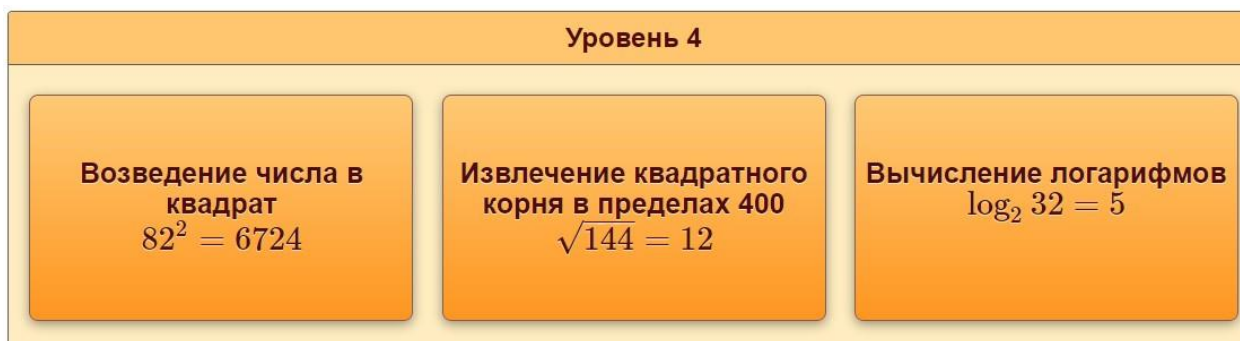 Уровень 4
Возведение числа в
квадрат
82² = 6724
Извлечение квадратного
корня в пределах 400
√144 = 12
Вычисление логарифмов
log₂ 32 = 5